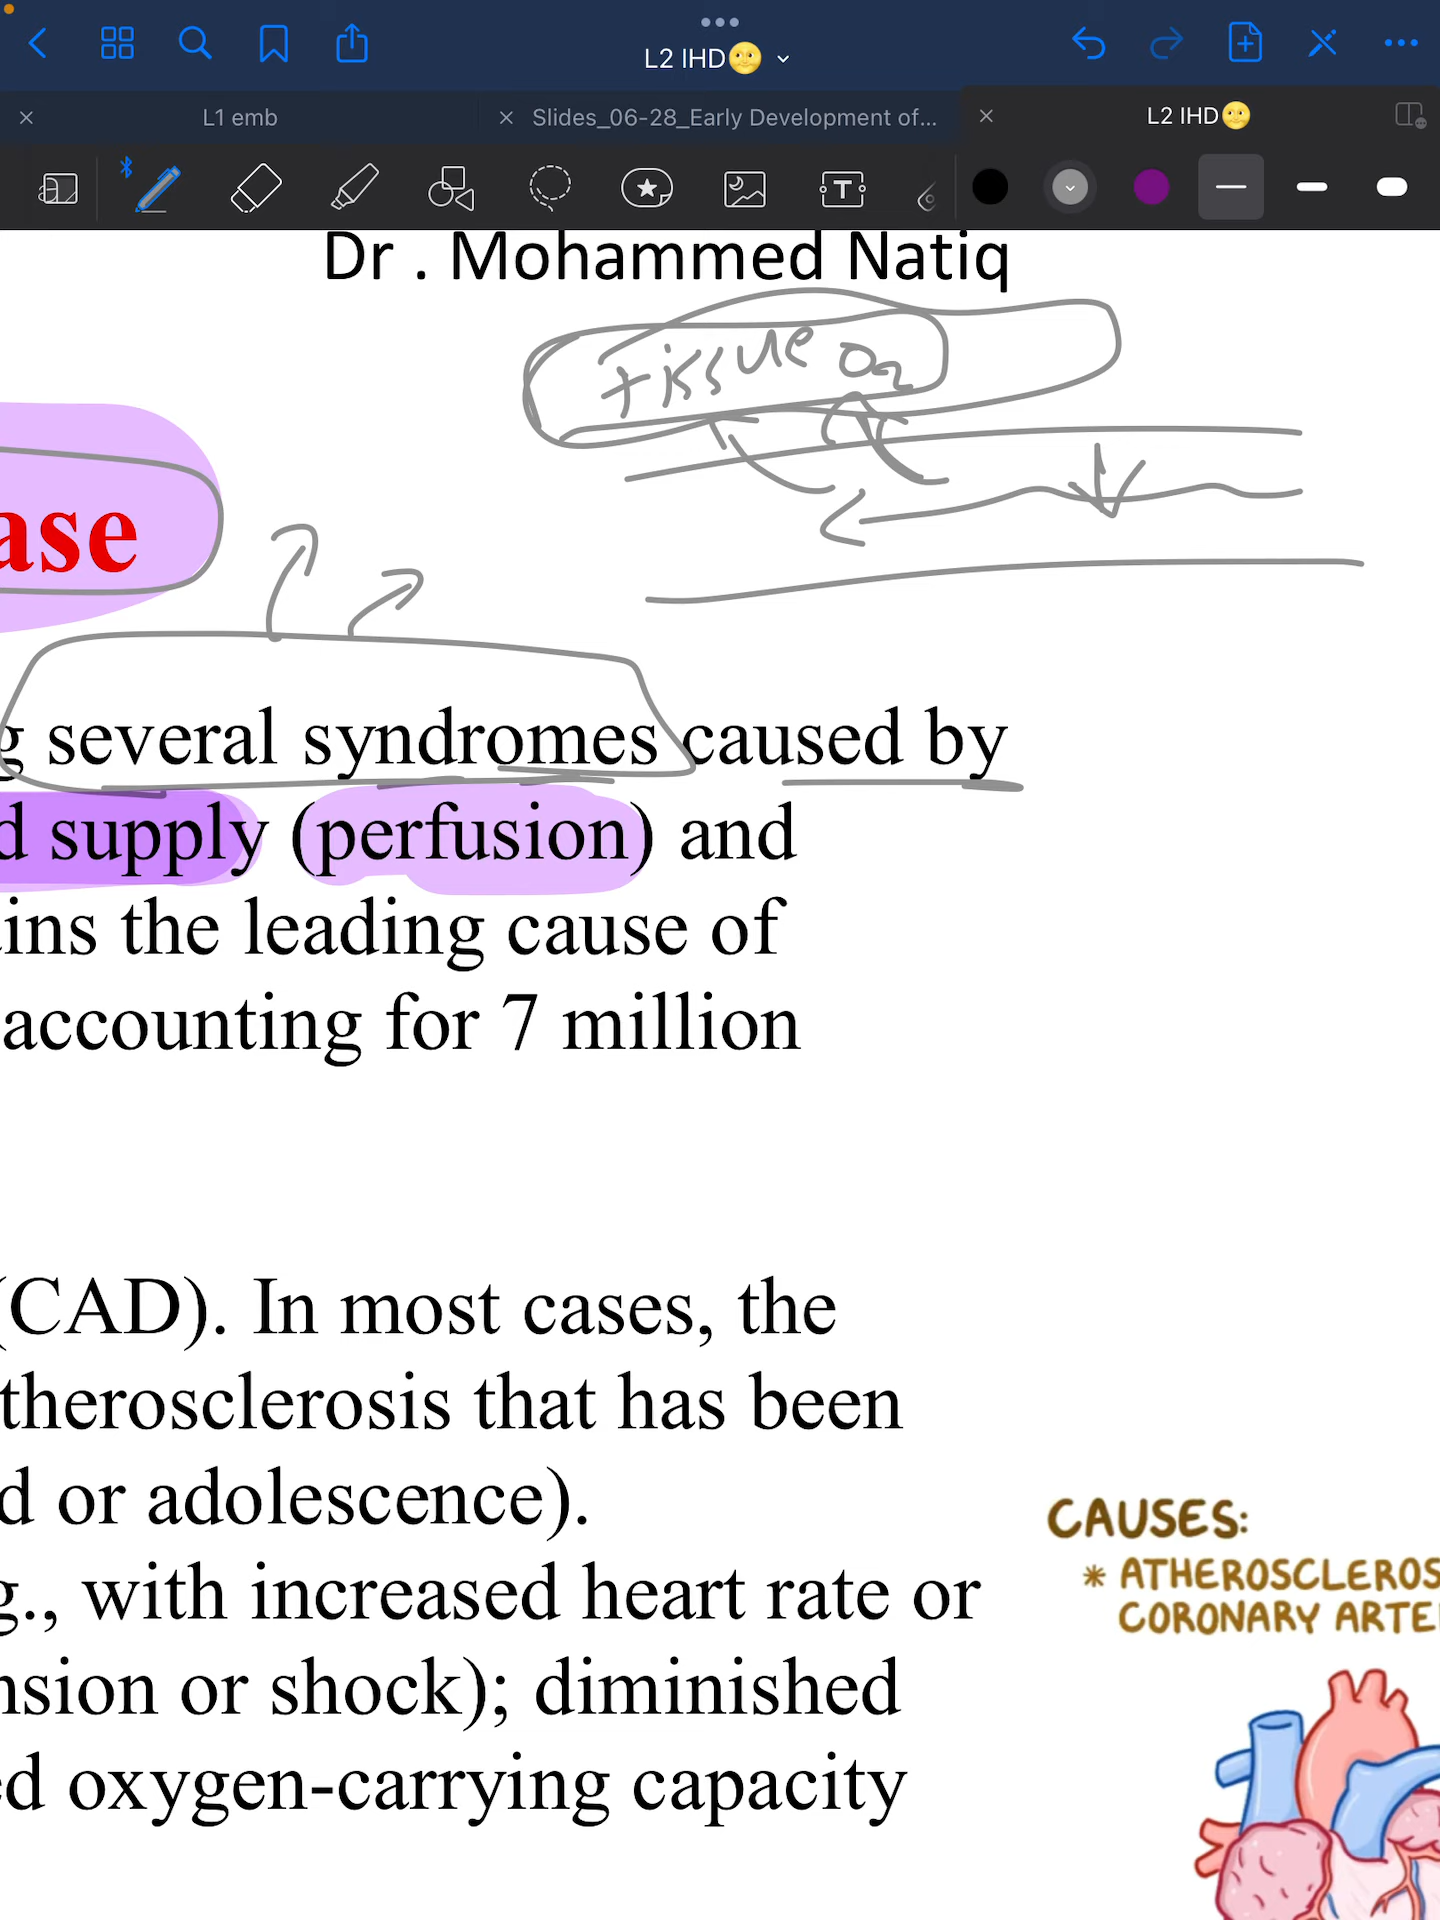 L2 IHD🌝
L1 emb
Slides_06-28_Early Development of...
L2 IHD🌝
Dr . Mohammed Natiq
tissue O2
ase
g several syndromes caused by
d supply (perfusion) and
ins the leading cause of
accounting for 7 million
(CAD). In most cases, the
therosclerosis that has been
d or adolescence).
g., with increased heart rate or
nsion or shock); diminished
ed oxygen-carrying capacity
CAUSES:
* ATHEROSCLEROS
CORONARY ARTE